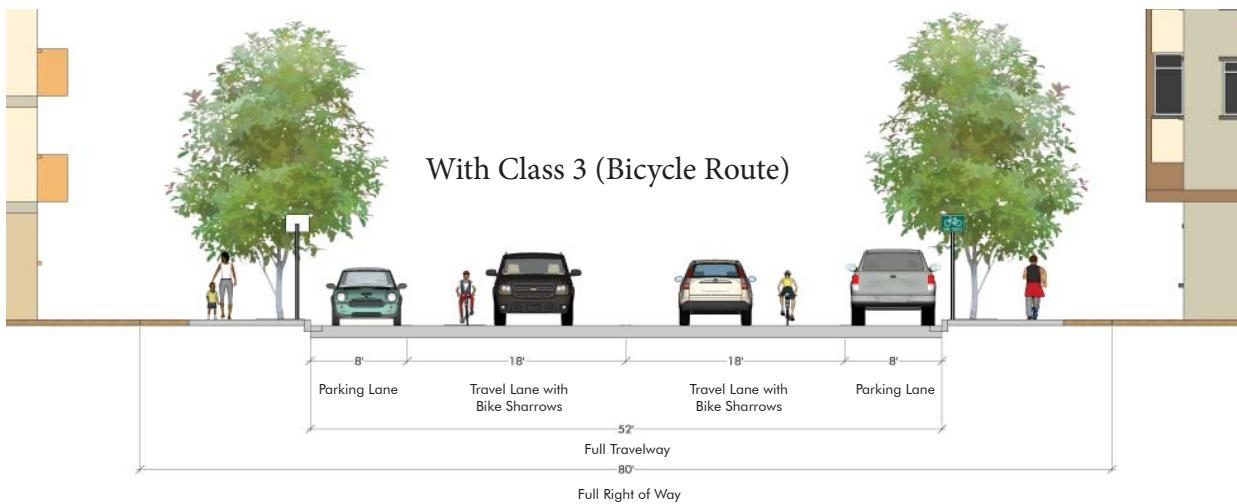 With Class 3 (Bicycle Route)
8' 18' 18' 8'
Parking Lane Travel Lane with Travel Lane with Parking Lane
Bike Sharrows Bike Sharrows
52'
Full Travelway
80'
Full Right of Way